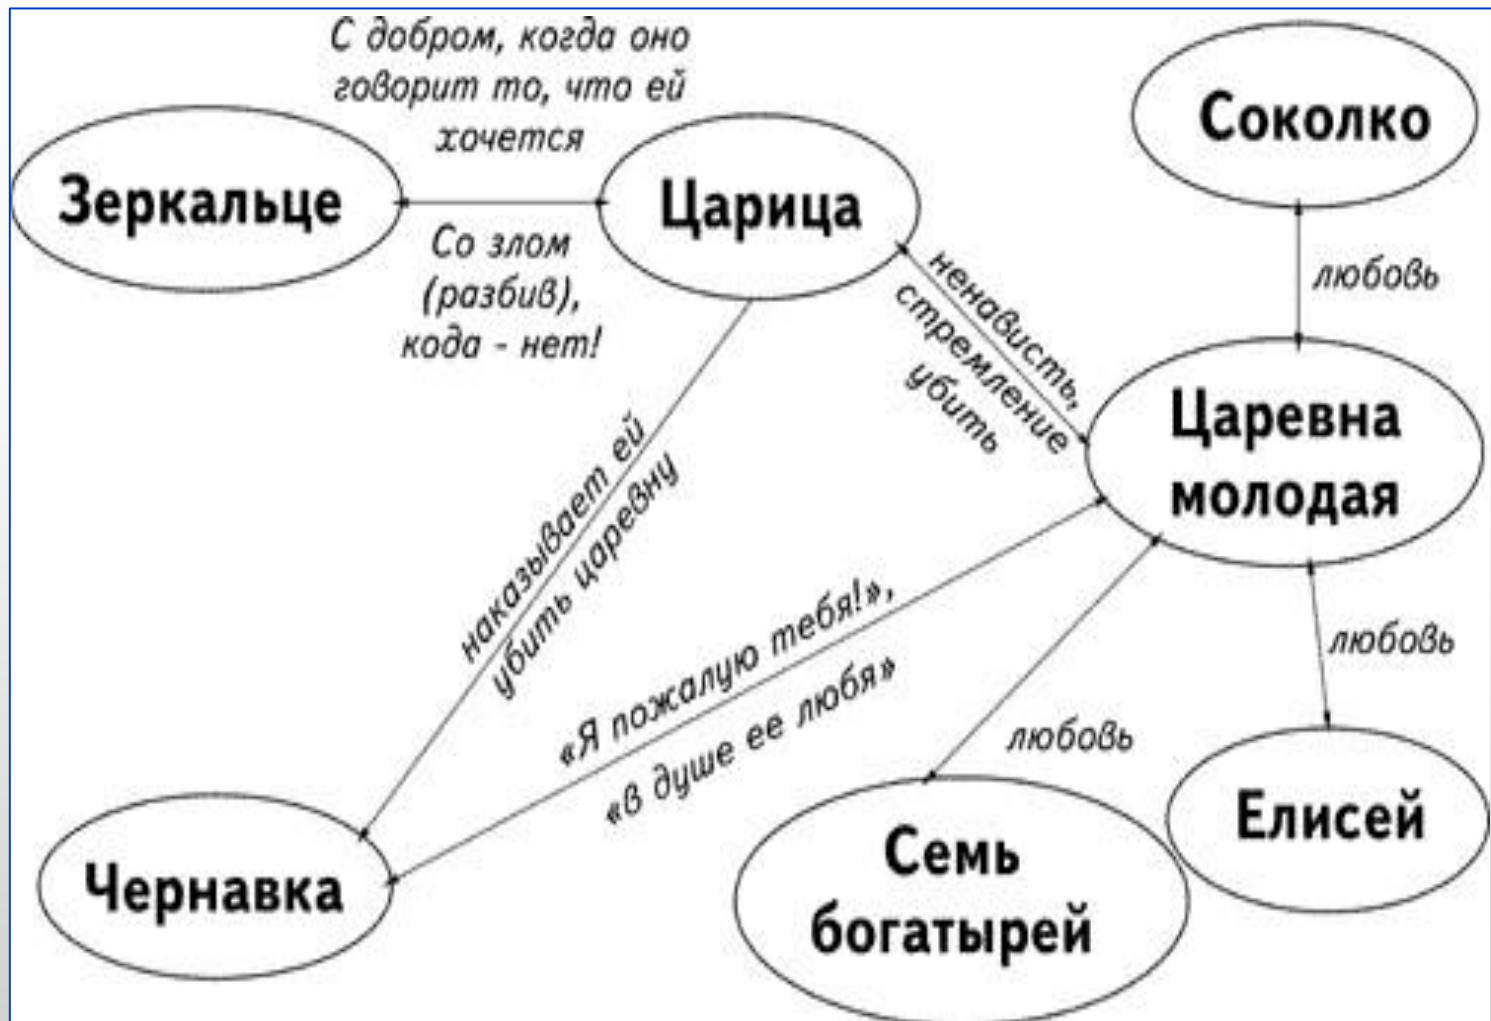 С добром, когда оно
говорит то, что ей
хочется
Зеркальце
Царица
Соколко
Со злом
(разбив),
кода - нет!
ненависть,
стремление
убить
любовь
Царевна
молодая
наказывает ей
убить царевну
«Я пожалую тебя!»,
«в душе ее любя»
любовь
любовь
Чернавка
Семь
богатырей
Елисей